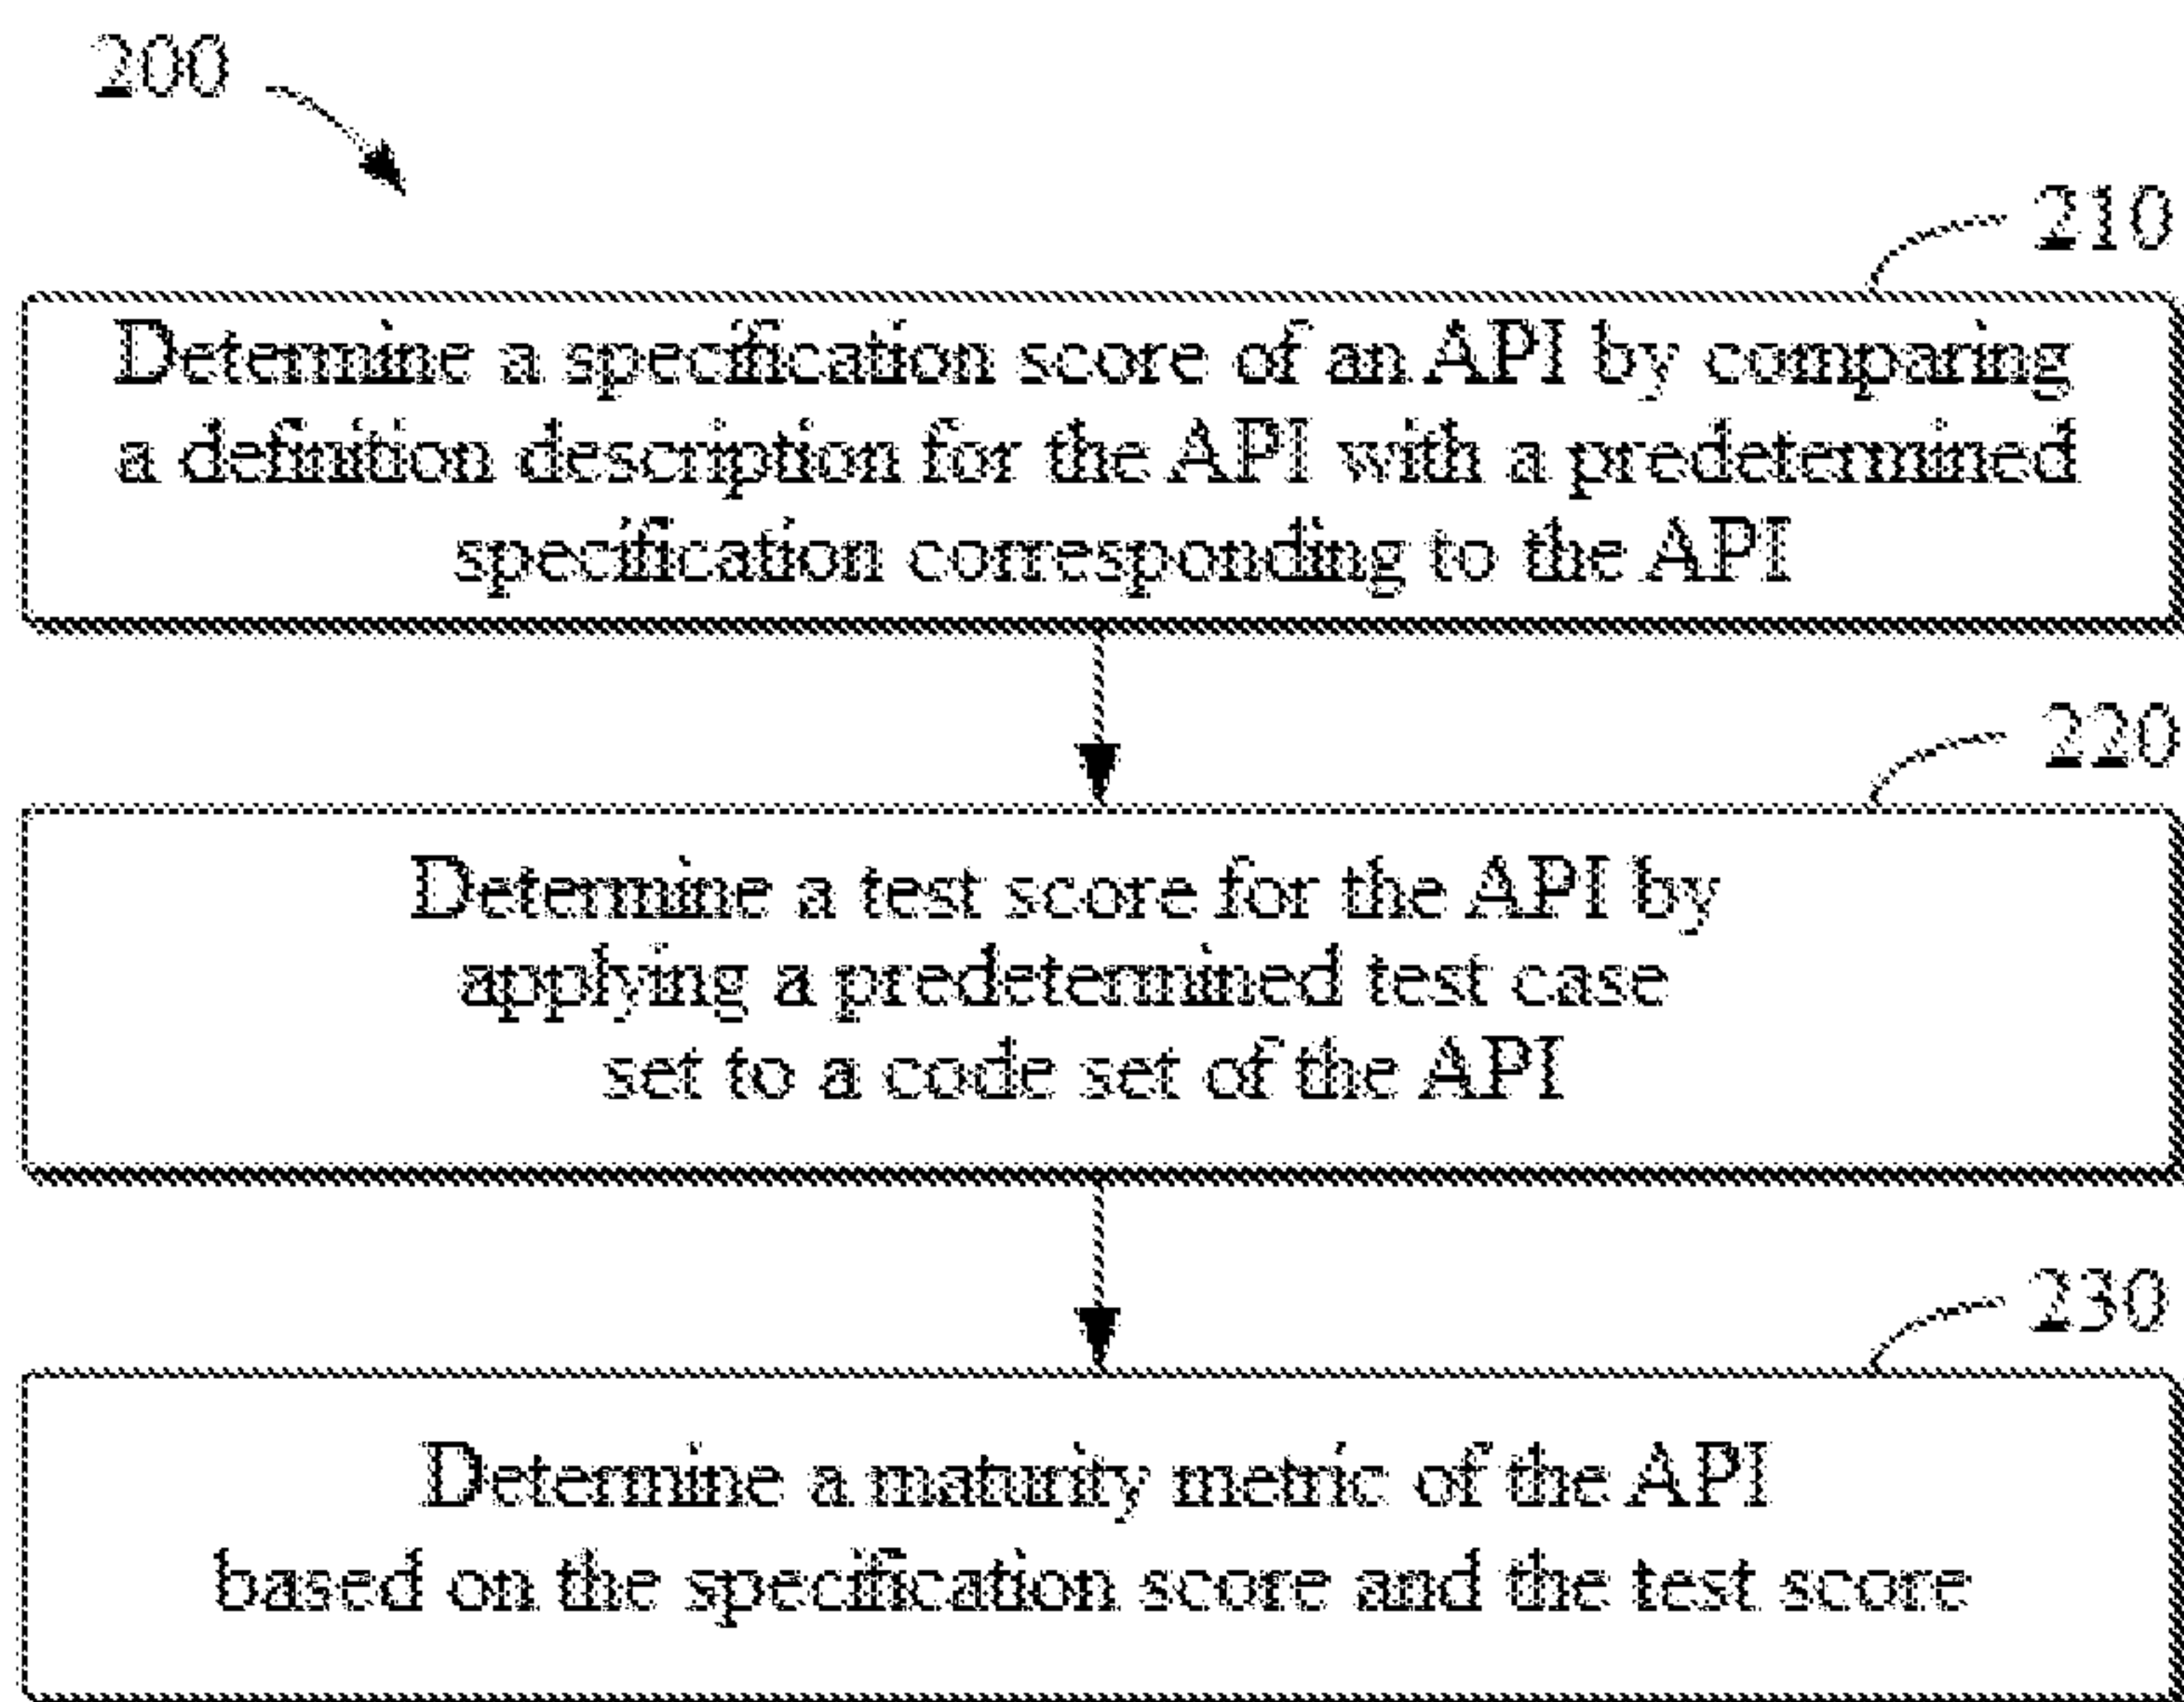 200
210
Determine a specification score of an API by comparing
a definition description for the API with a predetermined
specification corresponding to the API
220
Determine a test score for the API by
applying a predetermined test case
set to a code set of the API
230
Determine a maturity metric of the API
based on the specification score and the test score